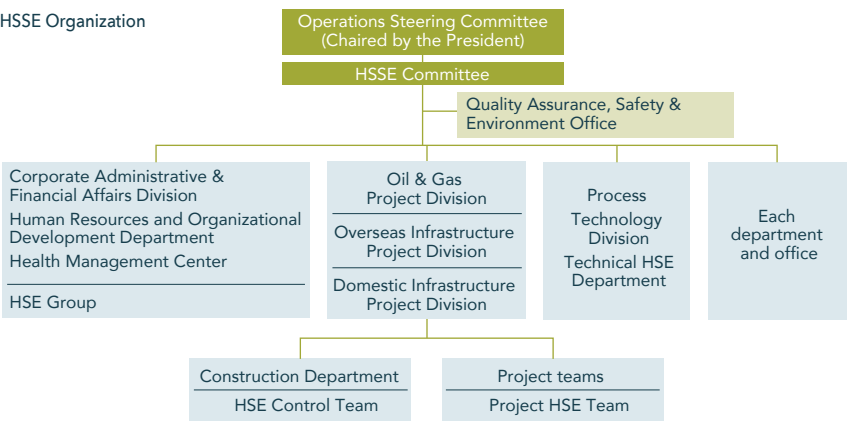 HSSE Organization
Operations Steering Committee
(Chaired by the President)
HSSE Committee
Quality Assurance, Safety &
Environment Office
Corporate Administrative &
Financial Affairs Division
Human Resources and Organizational
Development Department
Health Management Center
HSE Group
Oil & Gas
Project Division
Overseas Infrastructure
Project Division
Domestic Infrastructure
Project Division
Process
Technology
Division
Technical HSE
Department
Each
department
and office
Construction Department
HSE Control Team
Project teams
Project HSE Team